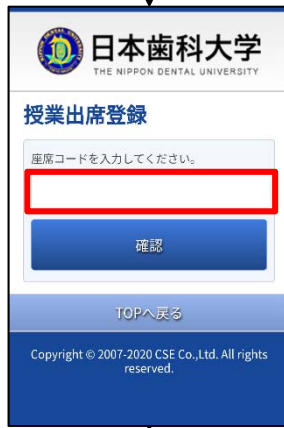 日本歯科大学
THE NIPPON DENTAL UNIVERSITY
授業出席登録
座席コードを入力してください。
確認
TOPへ戻る
Copyright © 2007-2020 CSE Co.,Ltd. All rights
reserved.